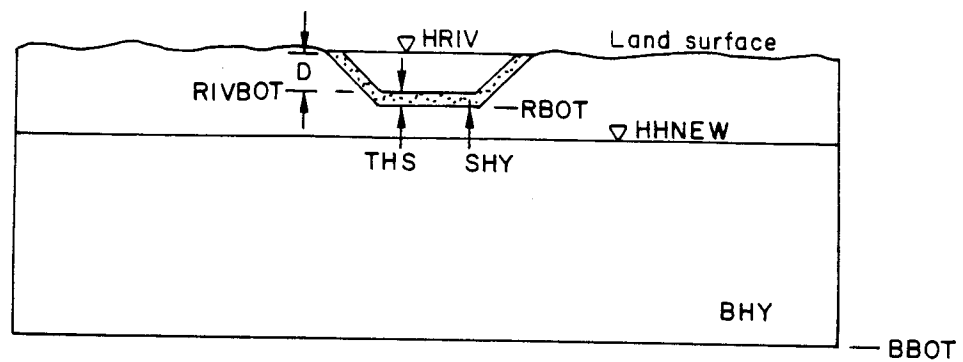 HRIV
Land surface
D
RIVBOT
RBOT
HHNEW
THS
SHY
BHY
BBOT